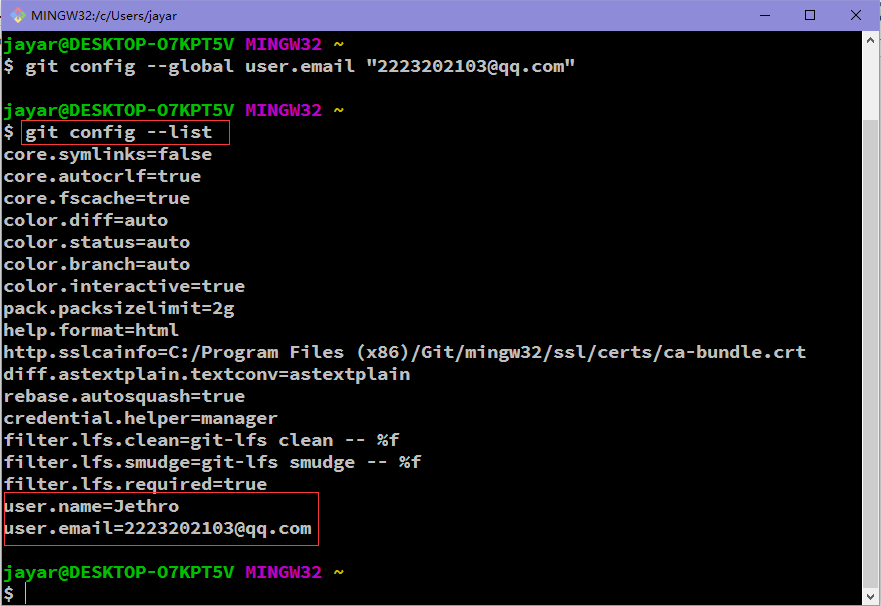 MINGW32:/c/Users/jayar
jayar@DESKTOP-O7KPT5V MINGW32 ~
$ git config --global user.email "2223202103@qq.com"
jayar@DESKTOP-O7KPT5V MINGW32 ~
$ git config --list
core.symlinks=false
core.autocrlf=true
core.fscache=true
color.diff=auto
color.status=auto
color.branch=auto
color.interactive=true
pack.packsizelimit=2g
help.format=html
http.sslcainfo=C:/Program Files (x86)/Git/mingw32/ssl/certs/ca-bundle.crt
diff.astextplain.textconv=astextplain
rebase.autosquash=true
credential.helper=manager
filter.lfs.clean=git-lfs clean -- %f
filter.lfs.smudge=git-lfs smudge -- %f
filter.lfs.required=true
user.name=Jethro
user.email=2223202103@qq.com
jayar@DESKTOP-O7KPT5V MINGW32 ~
$